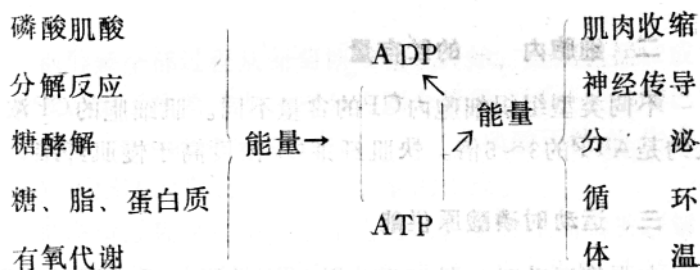 磷酸肌酸 肌肉收缩
ADP
分解反应 神经传导
能量
糖酵解 能量→ 分泌
糖、脂、蛋白质 循环
ATP
有氧代谢 体温